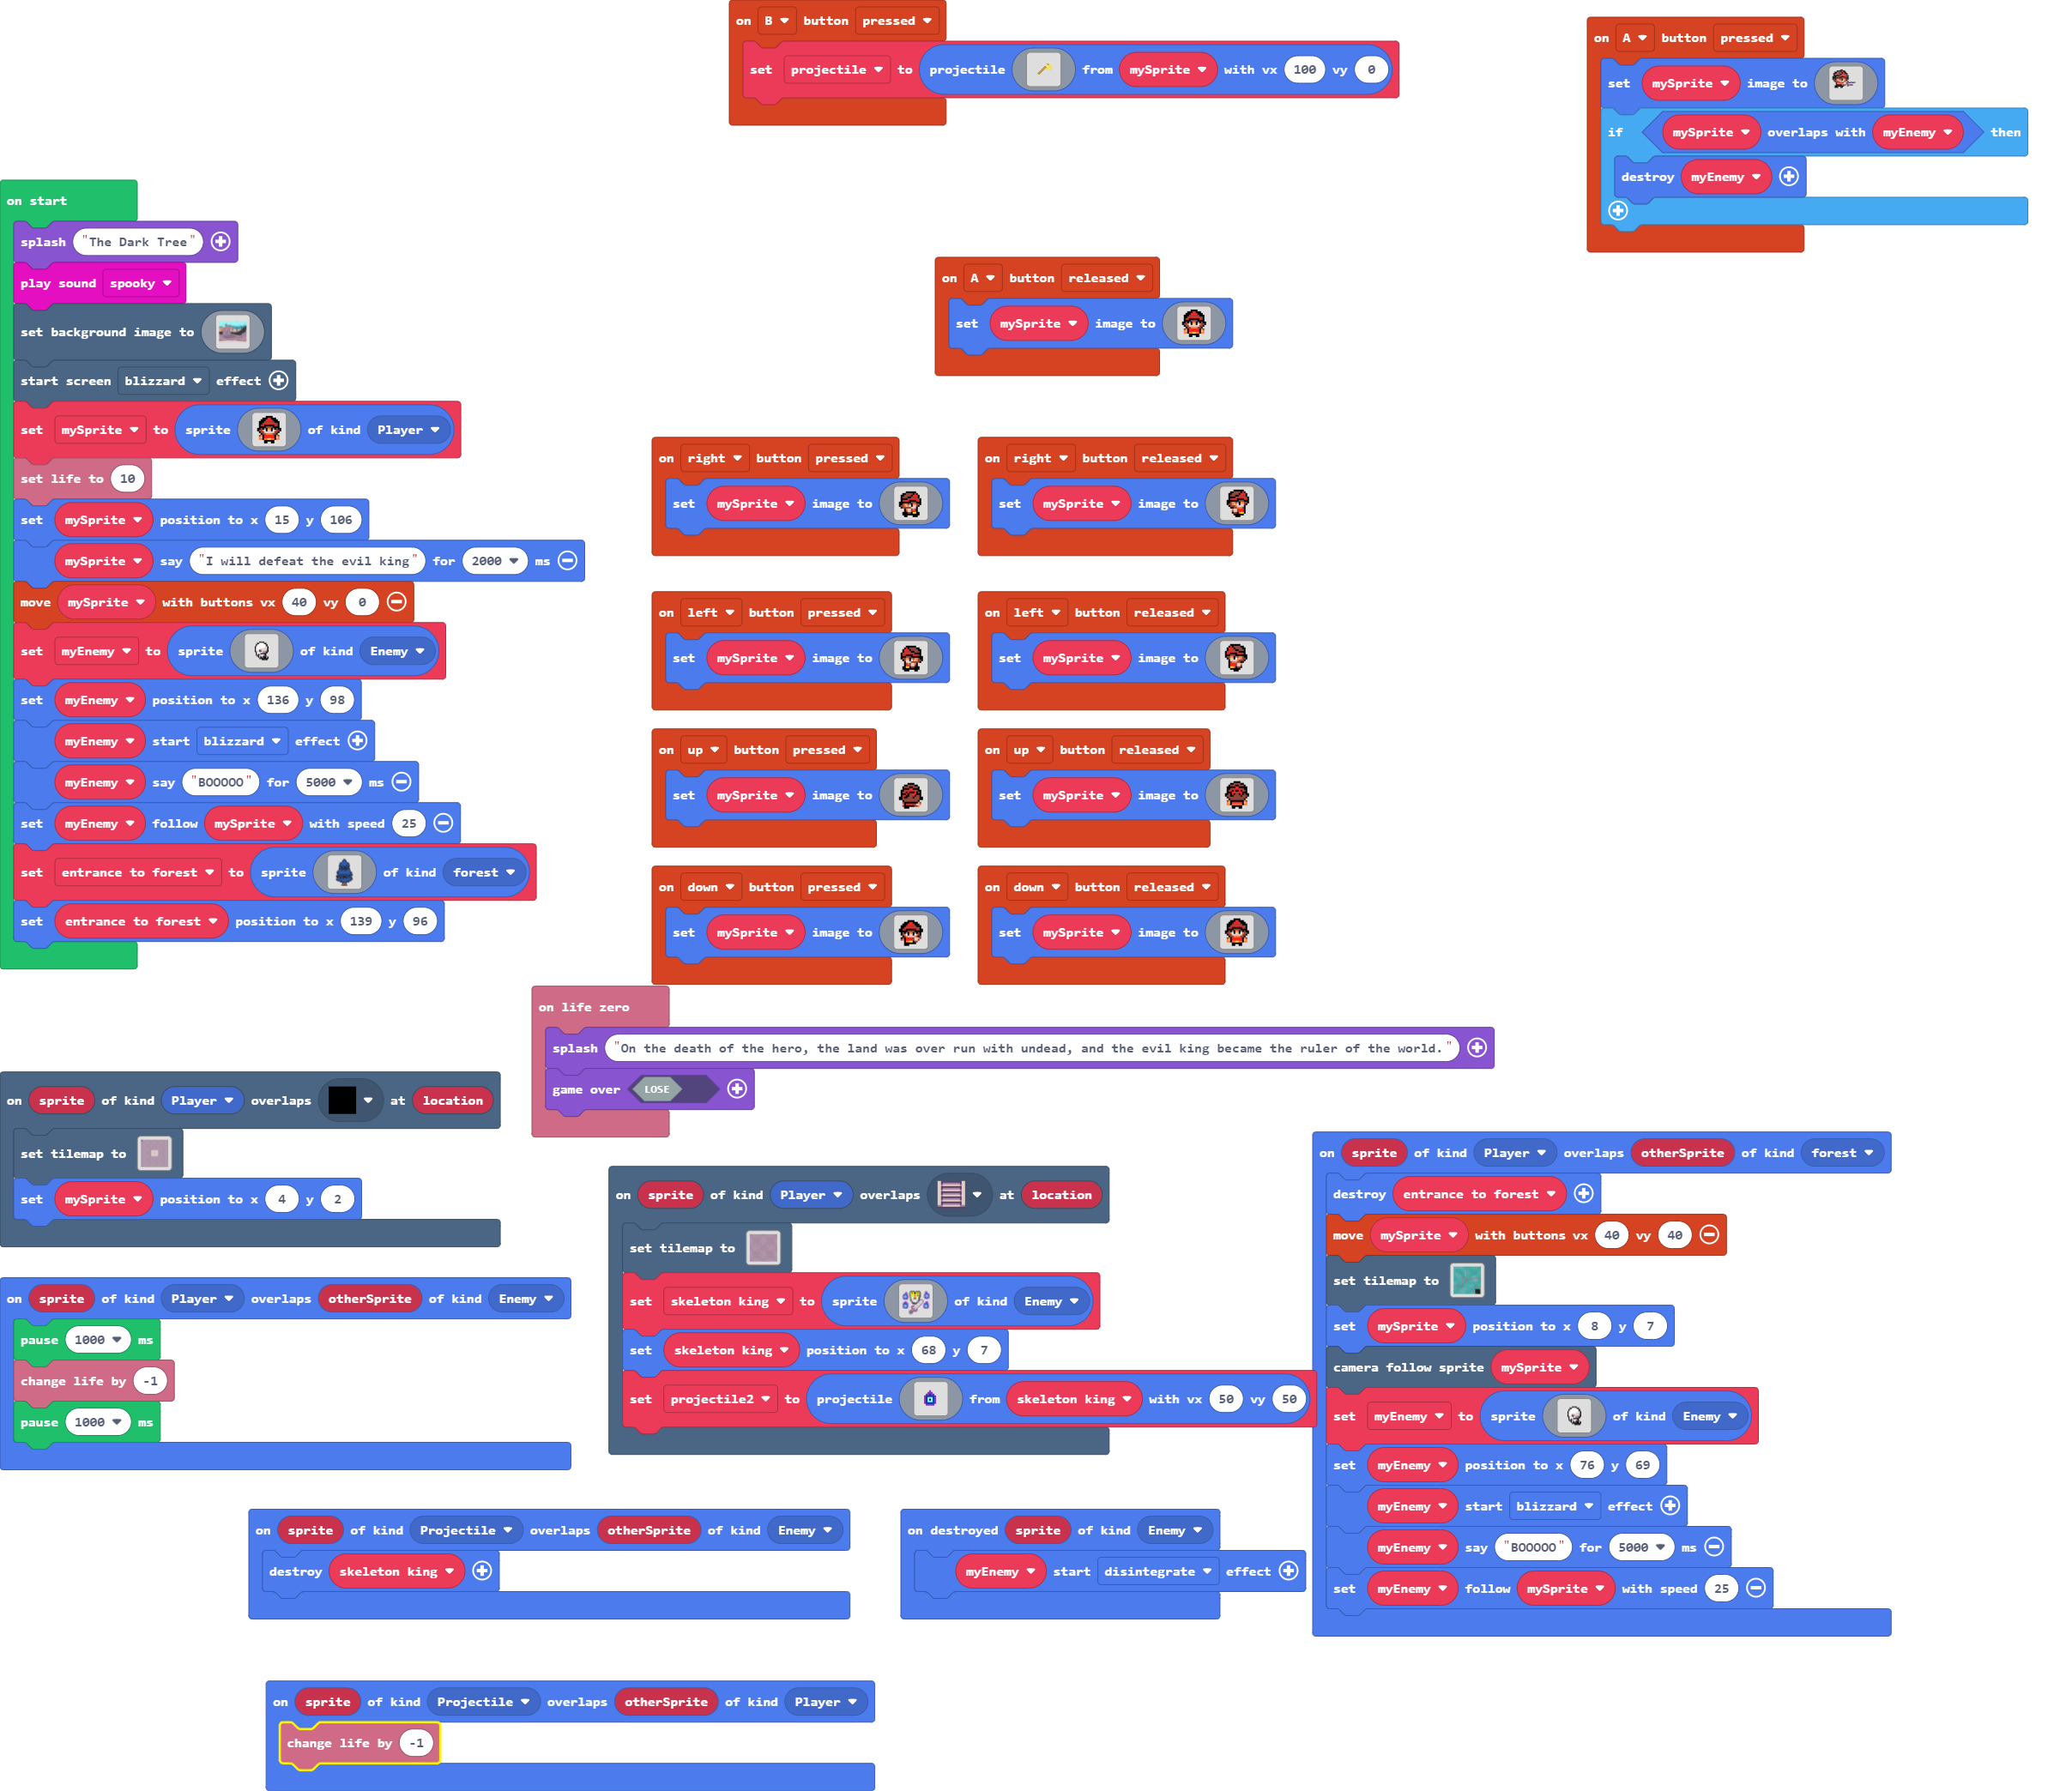 on B button pressed
set projectile to projectile from mySprite with vx 100 vy 0
on A button pressed
set mySprite image to
if mySprite overlaps with myEnemy then
destroy myEnemy
on start
splash "The Dark Tree"
play sound spooky
set background image to
start screen blizzard effect
set mySprite to sprite of kind Player
set life to 10
set mySprite position to x 15 y 106
mySprite say "I will defeat the evil king" for 2000 ms
move mySprite with buttons vx 40 vy 0
set myEnemy to sprite of kind Enemy
set myEnemy position to x 136 y 98
myEnemy start blizzard effect
myEnemy say "BOOOOO" for 5000 ms
set myEnemy follow mySprite with speed 25
set entrance to forest to sprite of kind forest
set entrance to forest position to x 139 y 96
on A button released
set mySprite image to
on right button pressed
set mySprite image to
on right button released
set mySprite image to
on left button pressed
set mySprite image to
on left button released
set mySprite image to
on up button pressed
set mySprite image to
on up button released
set mySprite image to
on down button pressed
set mySprite image to
on down button released
set mySprite image to
on life zero
splash "On the death of the hero, the land was over run with undead, and the evil king became the ruler of the world."
game over LOSE
on sprite of kind Player overlaps at location
set tilemap to
set mySprite position to x 4 y 2
on sprite of kind Player overlaps otherSprite of kind Enemy
pause 1000 ms
change life by -1
pause 1000 ms
on sprite of kind Player overlaps at location
set tilemap to
set skeleton king to sprite of kind Enemy
set skeleton king position to x 68 y 7
set projectile2 to projectile from skeleton king with vx 50 vy 50
on sprite of kind Player overlaps otherSprite of kind forest
destroy entrance to forest
move mySprite with buttons vx 40 vy 40
set tilemap to
set mySprite position to x 8 y 7
camera follow sprite mySprite
set myEnemy to sprite of kind Enemy
set myEnemy position to x 76 y 69
myEnemy start blizzard effect
myEnemy say "BOOOOO" for 5000 ms
set myEnemy follow mySprite with speed 25
on sprite of kind Projectile overlaps otherSprite of kind Enemy
destroy skeleton king
on destroyed sprite of kind Enemy
myEnemy start disintegrate effect
on sprite of kind Projectile overlaps otherSprite of kind Player
change life by -1